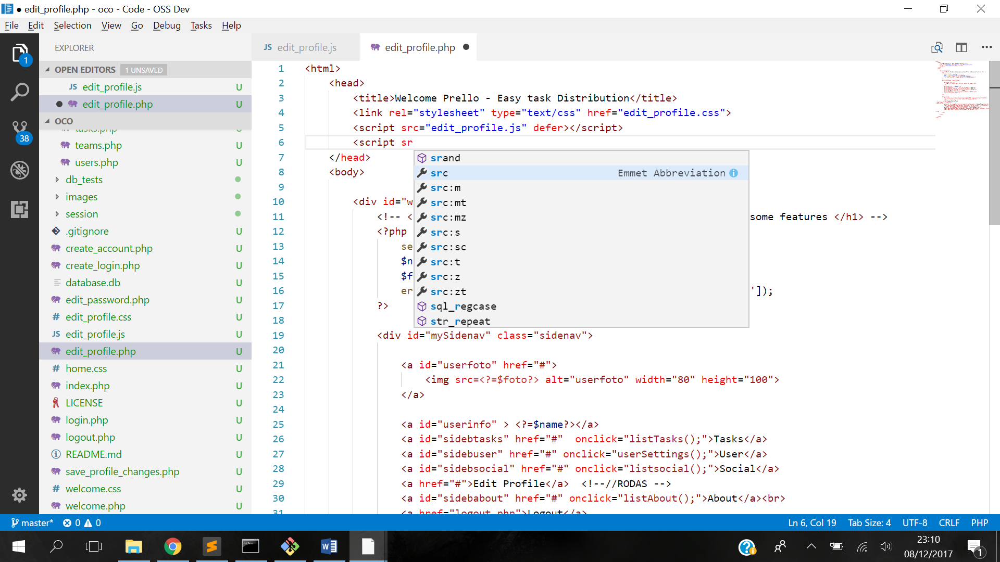 edit_profile.php - oco - Code - OSS Dev
File Edit Selection View Go Debug Tasks Help
EXPLORER
1
38
OPEN EDITORS 1 UNSAVED
JS edit_profile.js U
edit_profile.php U
OCO
tasks.php
teams.php U
users.php U
db_tests
images
session
.gitignore U
create_account.php U
create_login.php U
database.db U
edit_password.php U
# edit_profile.css U
JS edit_profile.js U
edit_profile.php U
# home.css U
index.php U
LICENSE U
login.php U
logout.php U
README.md U
save_profile_changes.php U
# welcome.css U
welcome.php U
JS edit_profile.js
edit_profile.php
1 <html>
2 <head>
3 <title>Welcome Prello - Easy task Distribution</title>
4 <link rel="stylesheet" type="text/css" href="edit_profile.css">
5 <script src="edit_profile.js" defer></script>
6 <script sr
7 </head>
8 <body>
9
10 <div id="w
11 <!-- < some features </h1> -->
12 <?php
13 se
14 $n
15 $f
16 er ']);
17 ?>
18
19 <div id="mySidenav" class="sidenav">
20
21 <a id="userfoto" href="#">
22 <img src=<?=$foto?> alt="userfoto" width="80" height="100">
23 </a>
24
25 <a id="userinfo" > <?=$name?></a>
26 <a id="sidebtasks" href="#"  onclick="listTasks();">Tasks</a>
27 <a id="sidebuser" href="#" onclick="userSettings();">User</a>
28 <a id="sidebsocial" href="#" onclick="listsocial();">Social</a>
29 <a href="#">Edit Profile</a>  <!--//RODAS -->
30 <a id="sidebabout" href="#" onclick="listAbout();">About</a><br>
31 <a href="logout.php">Logout</a>
srand
src Emmet Abbreviation
src:m
src:mt
src:mz
src:s
src:sc
src:t
src:z
src:zt
sql_regcase
str_repeat
master* 0 0 Ln 6, Col 19 Tab Size: 4 UTF-8 CRLF PHP
23:10
08/12/2017
1